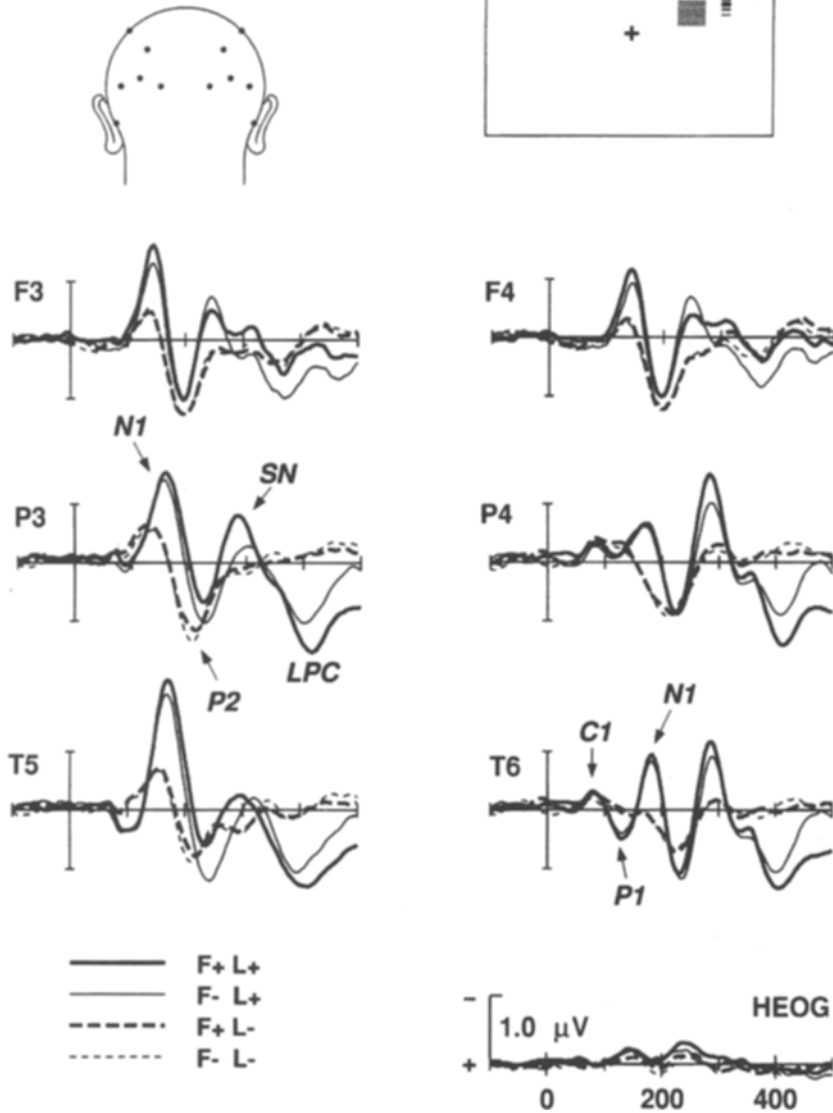 +
F3
F4
N1
SN
P3
P4
LPC
P2
N1
C1
T5
T6
P1
F+ L+
F- L+
F+ L-
F- L-
− HEOG
1.0 μV
+
0 200 400